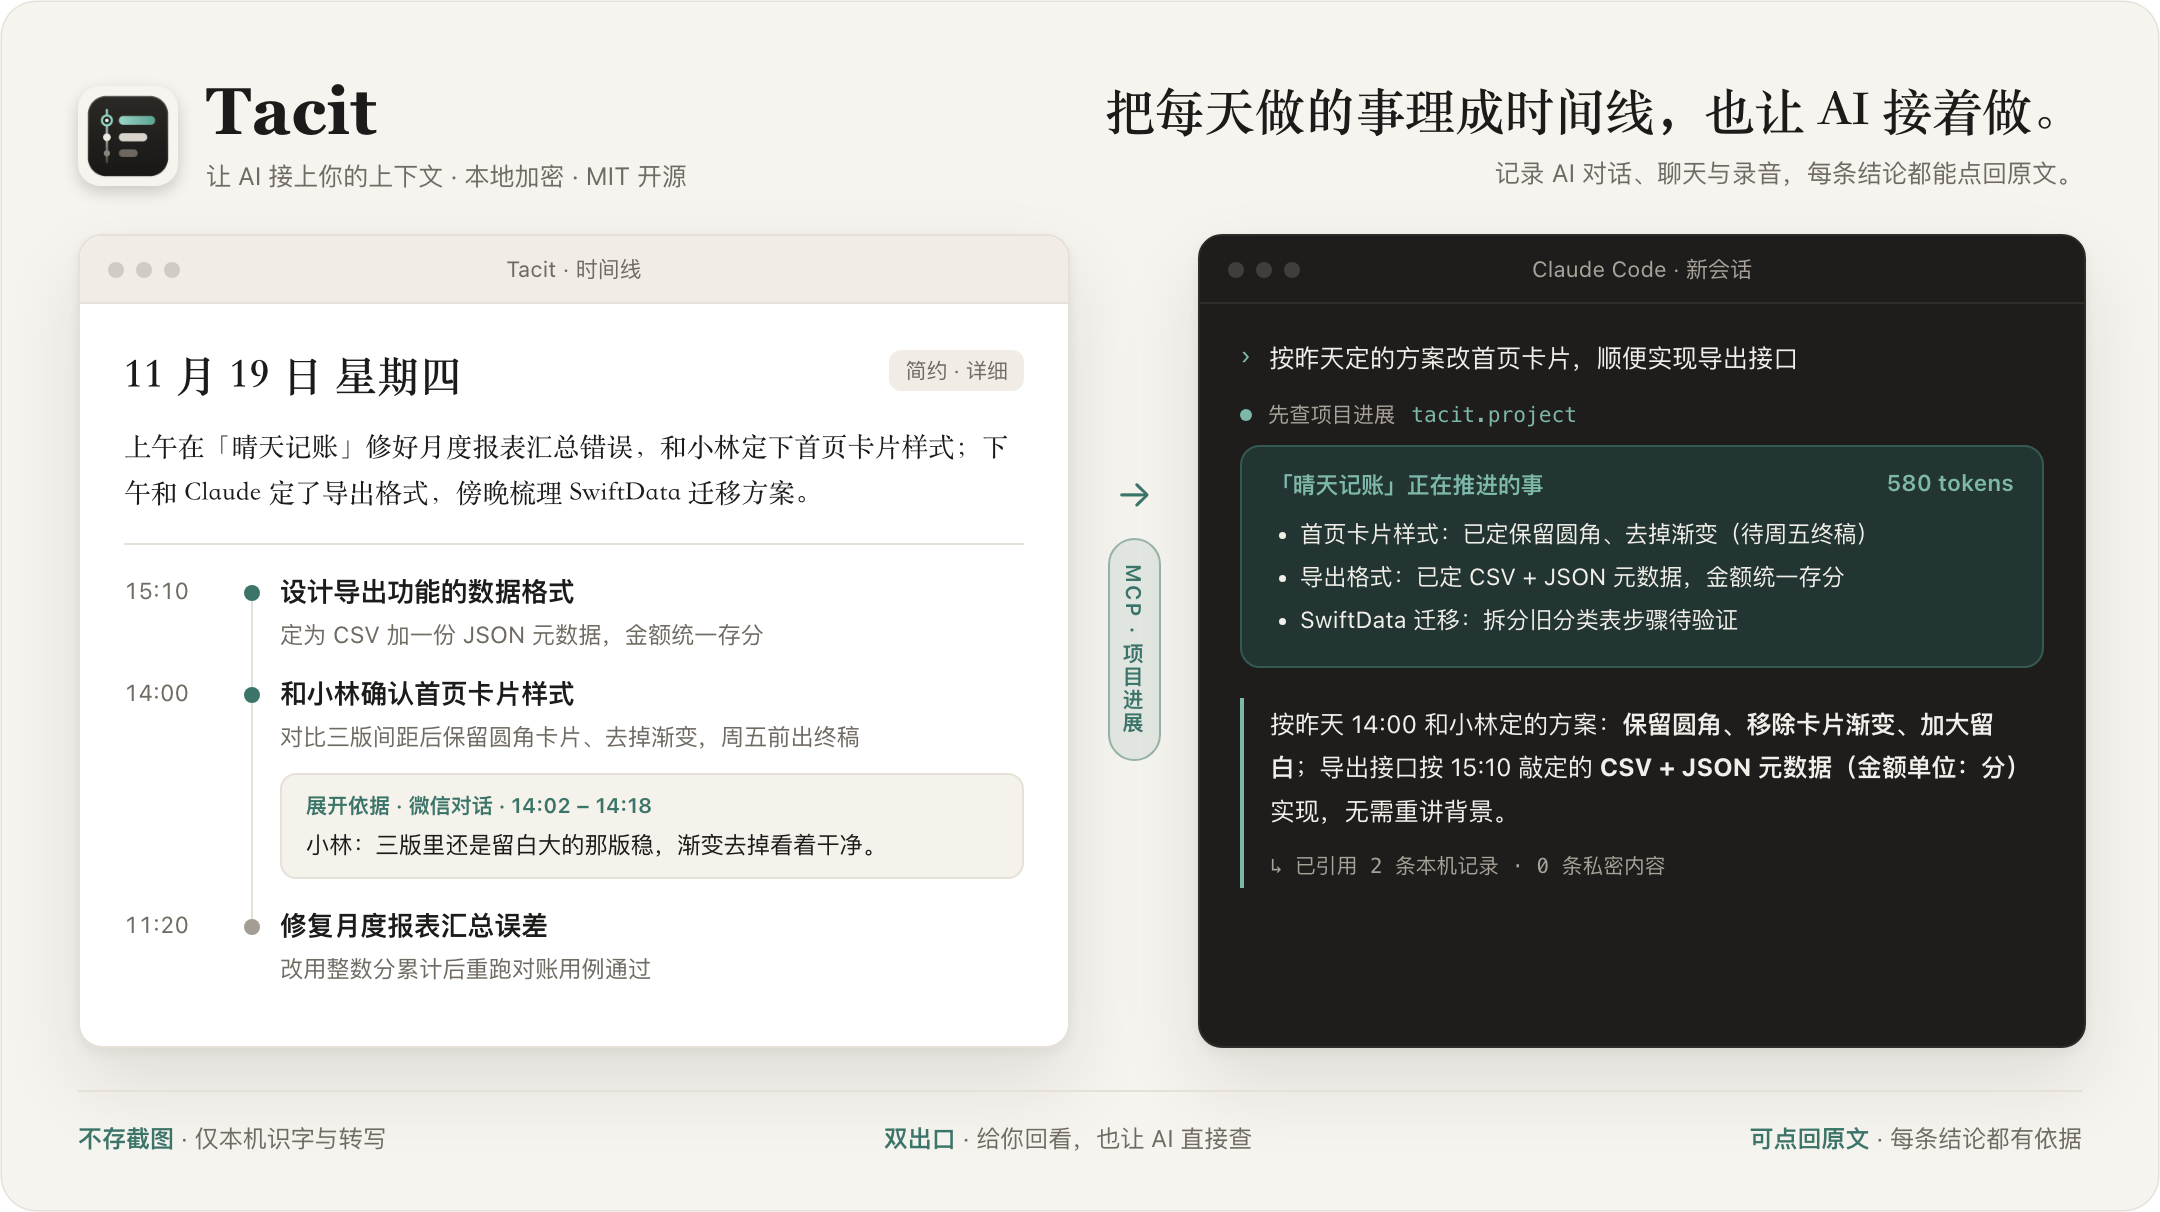 Tacit
让 AI 接上你的上下文 · 本地加密 · MIT 开源
把每天做的事理成时间线，也让 AI 接着做。
记录 AI 对话、聊天与录音，每条结论都能点回原文。
Tacit · 时间线
11 月 19 日 星期四
简约 · 详细
上午在「晴天记账」修好月度报表汇总错误，和小林定下首页卡片样式；下
午和 Claude 定了导出格式，傍晚梳理 SwiftData 迁移方案。
15:10
设计导出功能的数据格式
定为 CSV 加一份 JSON 元数据，金额统一存分
14:00
和小林确认首页卡片样式
对比三版间距后保留圆角卡片、去掉渐变，周五前出终稿
展开依据 · 微信对话 · 14:02 – 14:18
小林：三版里还是留白大的那版稳，渐变去掉看着干净。
11:20
修复月度报表汇总误差
改用整数分累计后重跑对账用例通过
→
MCP · 项目进展
Claude Code · 新会话
› 按昨天定的方案改首页卡片，顺便实现导出接口
先查项目进展 tacit.project
「晴天记账」正在推进的事
580 tokens
• 首页卡片样式：已定保留圆角、去掉渐变（待周五终稿）
• 导出格式：已定 CSV + JSON 元数据，金额统一存分
• SwiftData 迁移：拆分旧分类表步骤待验证
按昨天 14:00 和小林定的方案：保留圆角、移除卡片渐变、加大留
白；导出接口按 15:10 敲定的 CSV + JSON 元数据（金额单位：分）
实现，无需重讲背景。
↳ 已引用 2 条本机记录 · 0 条私密内容
不存截图 · 仅本机识字与转写
双出口 · 给你回看，也让 AI 直接查
可点回原文 · 每条结论都有依据